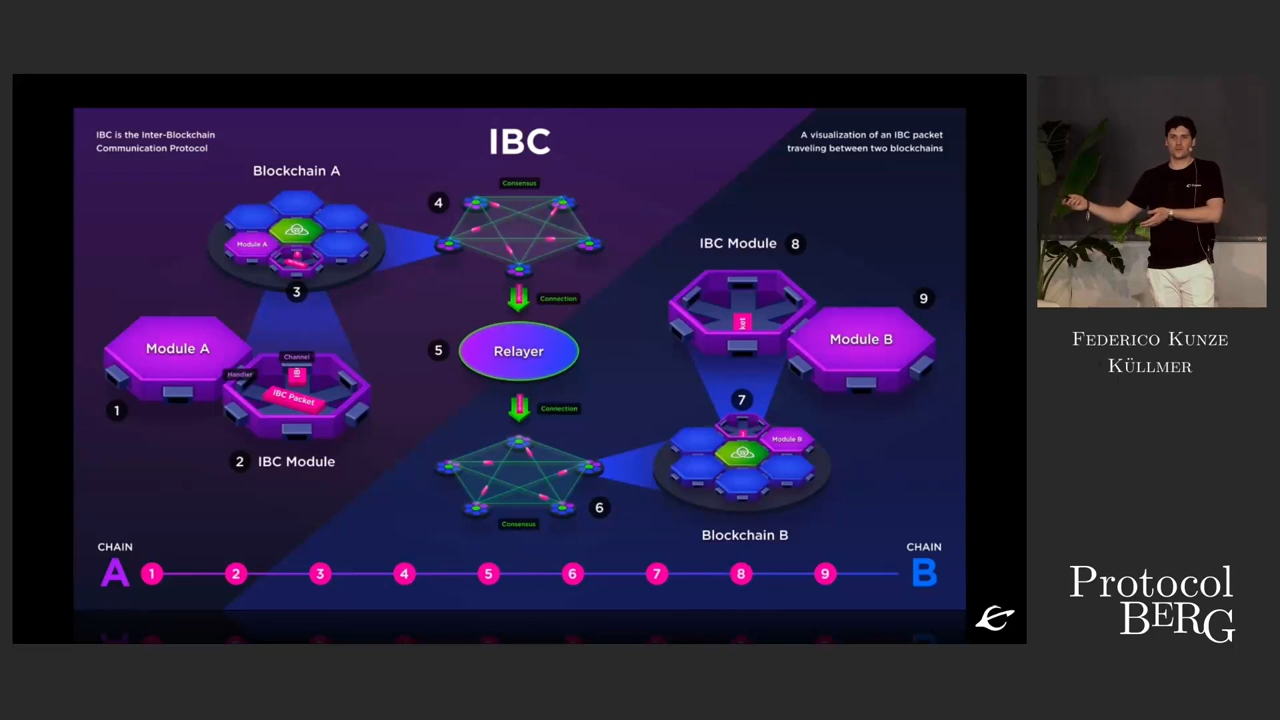 IBC is the Inter-Blockchain
Communication Protocol
IBC
A visualization of an IBC packet
traveling between two blockchains
Blockchain A
Module A
3
Module A
1
Channel
Handler
IBC Packet
2 IBC Module
4
Consensus
Connection
5
Relayer
Connection
6
Consensus
IBC Module 8
9
Module B
7
Module B
Blockchain B
CHAIN
A
1 2 3 4 5 6 7 8 9
CHAIN
B
Federico Kunze
Küllmer
Protocol
BERG